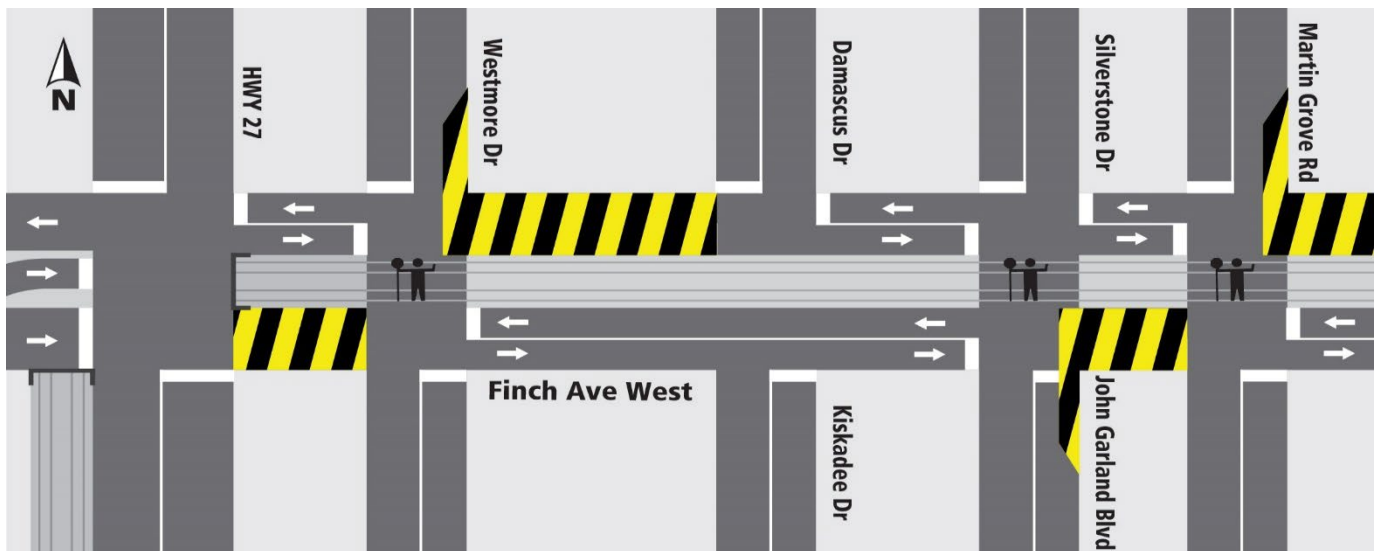 N
HWY 27
Westmore Dr
Damascus Dr
Silverstone Dr
Martin Grove Rd
Finch Ave West
Kiskadee Dr
John Garland Blvd